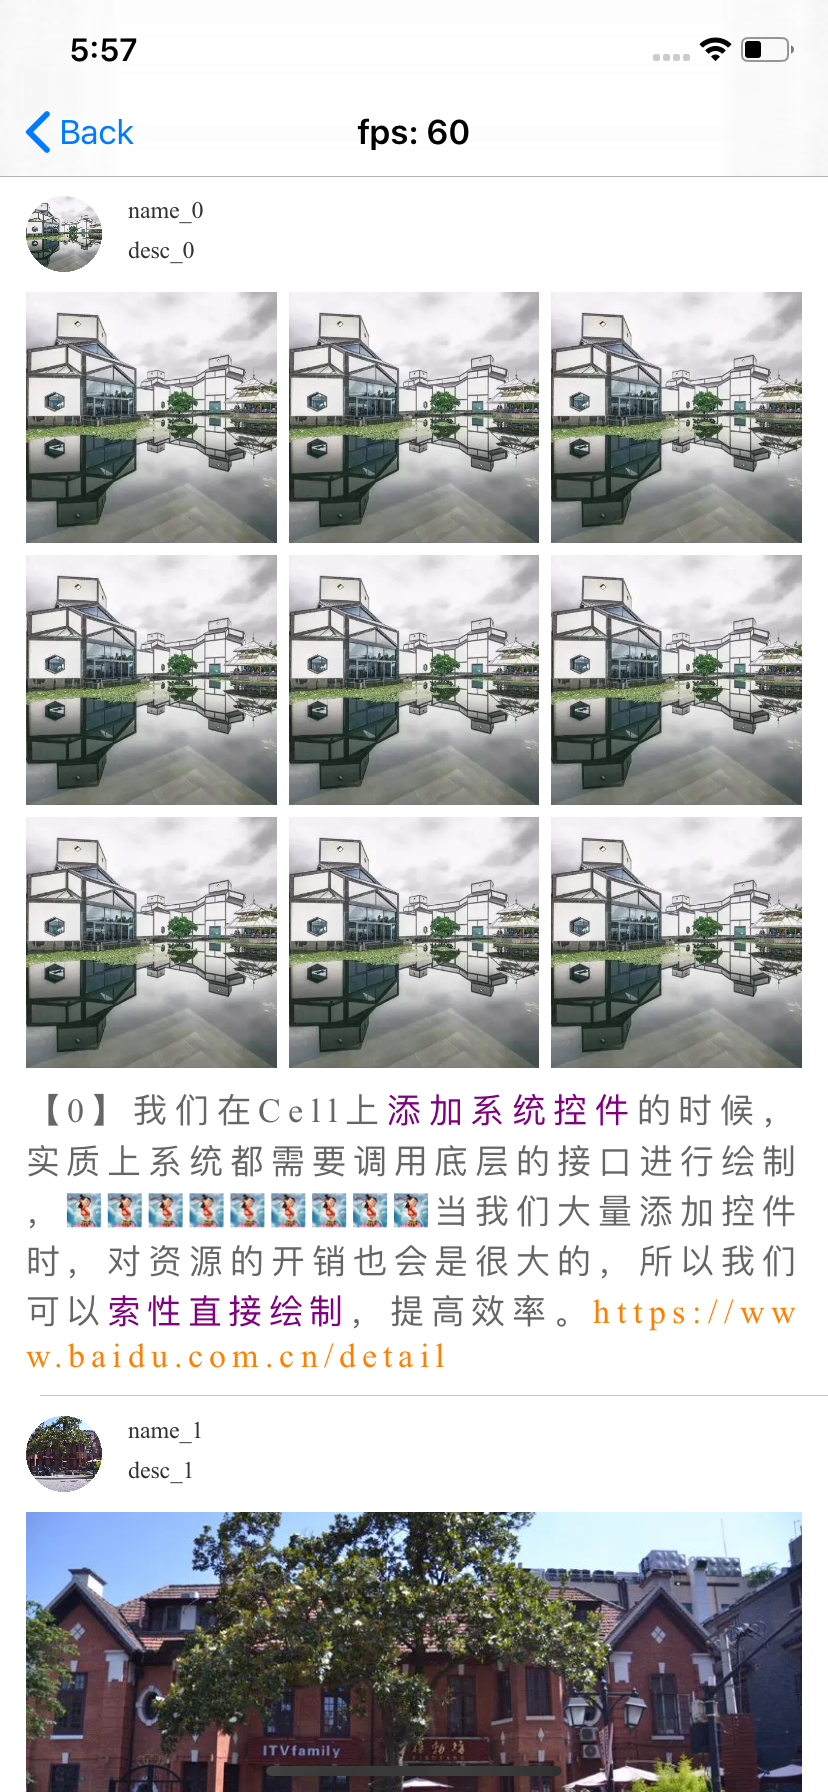 5:57
Back
fps: 60
name_0
desc_0
【0】我们在Cell上添加系统控件的时候，
实质上系统都需要调用底层的接口进行绘制
，当我们大量添加控件
时，对资源的开销也会是很大的，所以我们
可以索性直接绘制，提高效率。https://ww
w.baidu.com.cn/detail
name_1
desc_1
ITVfamily